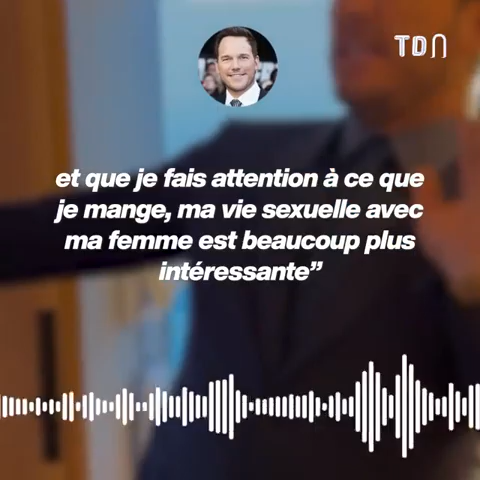 TDN
et que je fais attention à ce que
je mange, ma vie sexuelle avec
ma femme est beaucoup plus
intéressante”